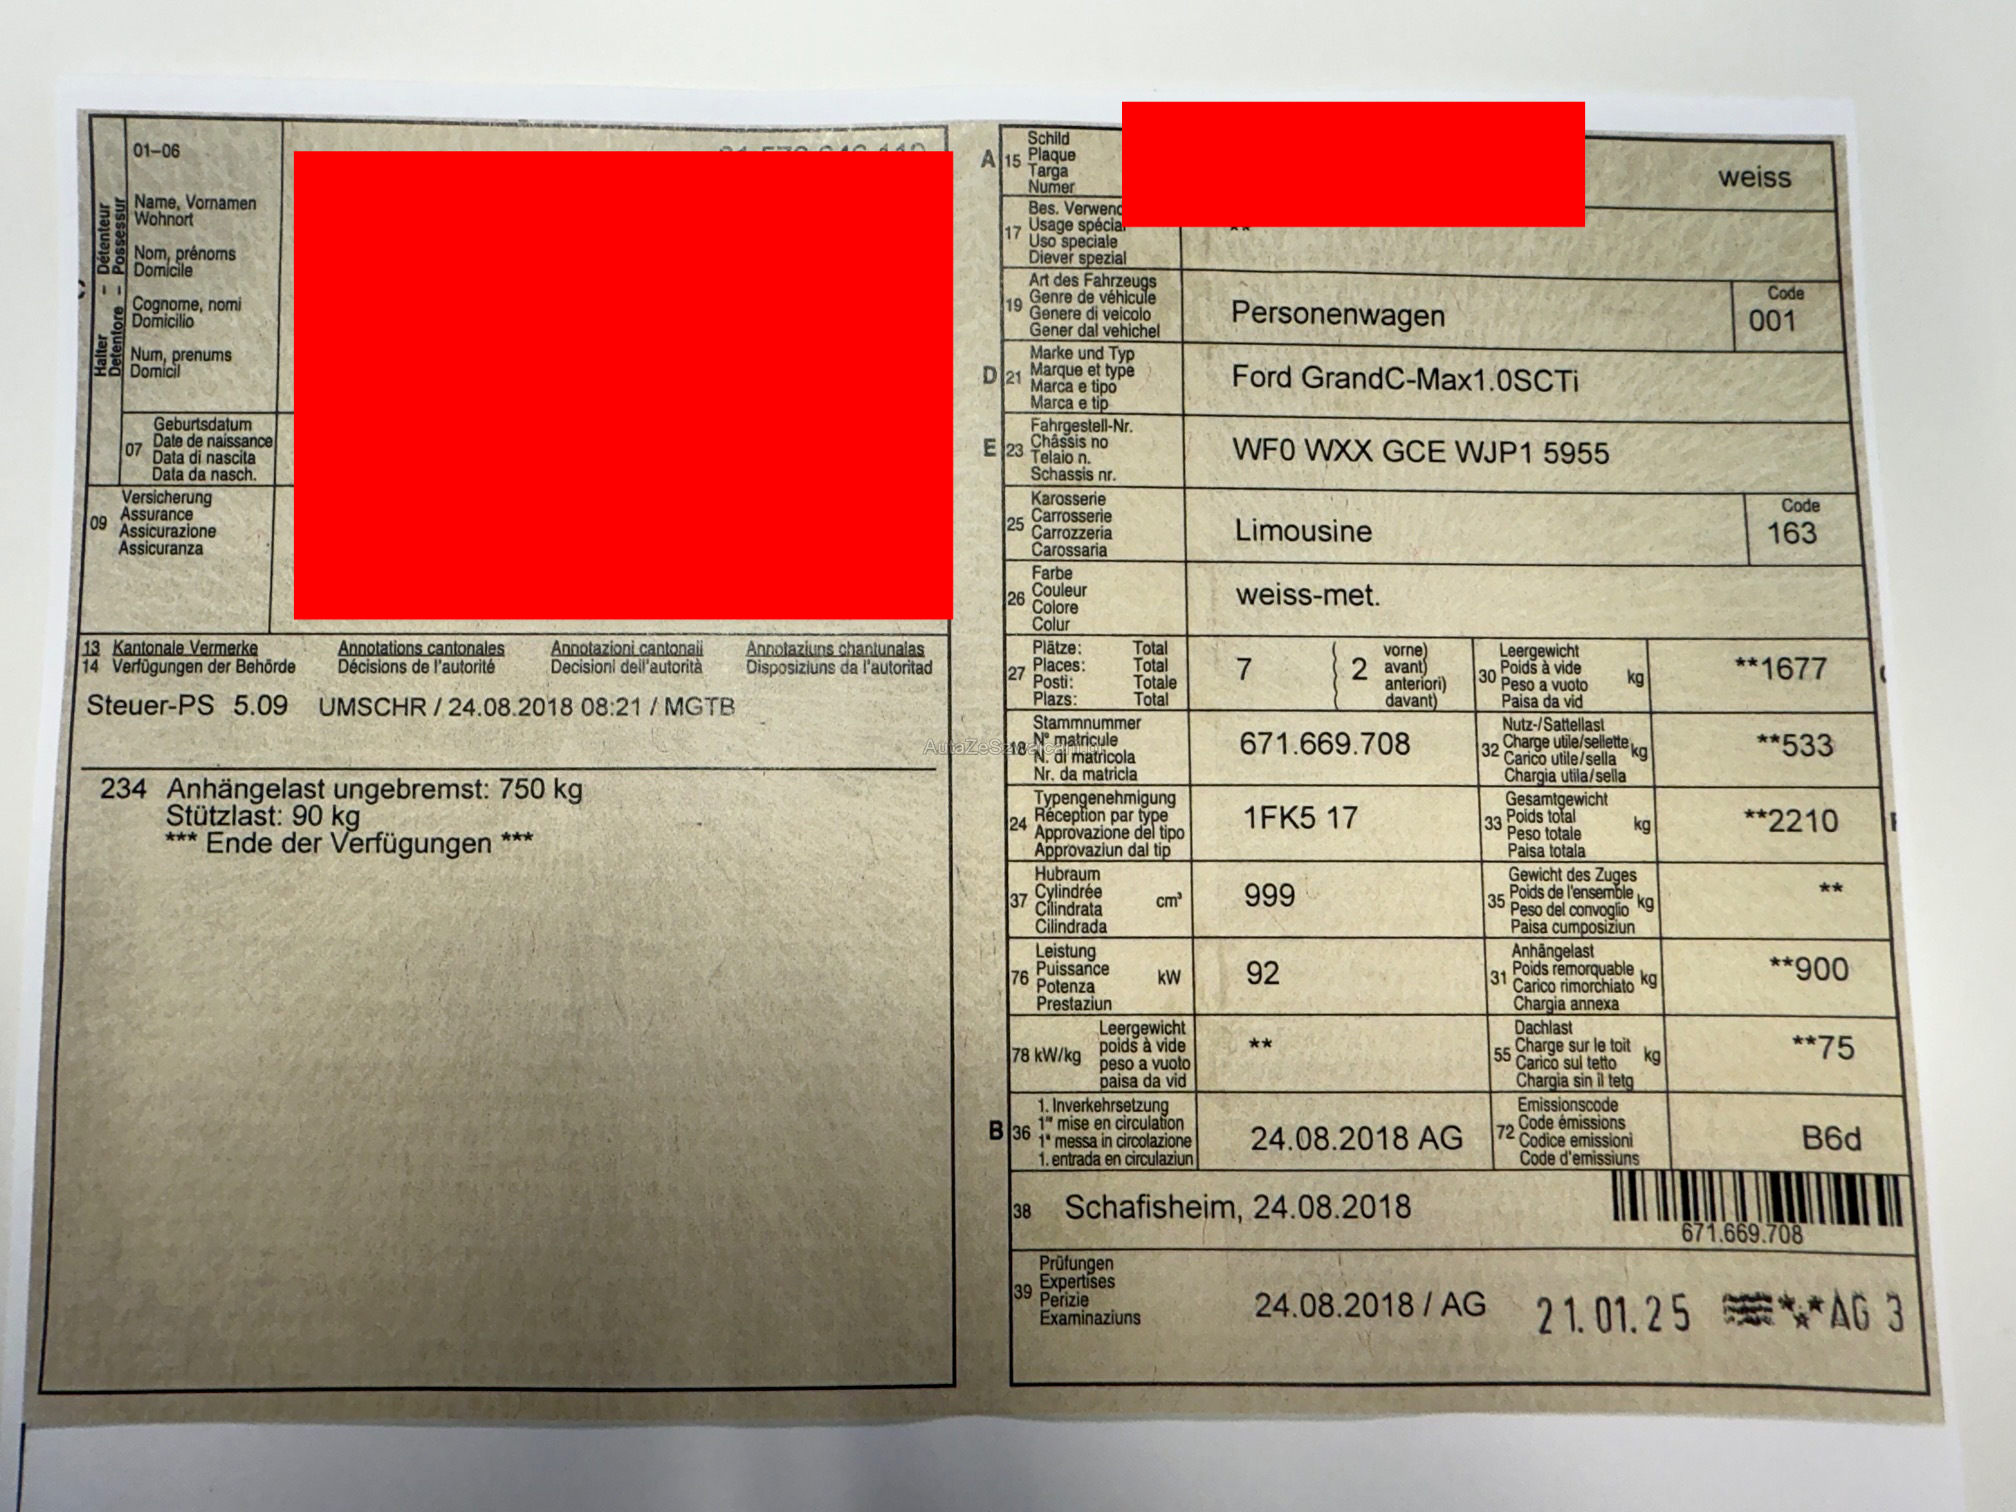 01-06
Halter - Détenteur
Detentore - Possessur
Name, Vornamen
Wohnort
Nom, prénoms
Domicile
Cognome, nomi
Domicilio
Num, prenums
Domicil
07
Geburtsdatum
Date de naissance
Data di nascita
Data da nasch.
09
Versicherung
Assurance
Assicurazione
Assicuranza
13 Kantonale Vermerke Annotations cantonales Annotazioni cantonali Annotaziuns chantunalas
14 Verfügungen der Behörde Décisions de l'autorité Decisioni dell'autorità Disposiziuns da l'autoritad
Steuer-PS 5.09 UMSCHR / 24.08.2018 08:21 / MGTB
234 Anhängelast ungebremst: 750 kg
Stützlast: 90 kg
*** Ende der Verfügungen ***
A 15
Schild
Plaque
Targa
Numer
weiss
17
Bes. Verwend
Usage spécia
Uso speciale
Diever spezial
**
19
Art des Fahrzeugs
Genre de véhicule
Genere di veicolo
Gener dal vehichel
Personenwagen
Code
001
D 21
Marke und Typ
Marque et type
Marca e tipo
Marca e tip
Ford GrandC-Max1.0SCTi
E 23
Fahrgestell-Nr.
Châssis no
Telaio n.
Schassis nr.
WF0 WXX GCE WJP1 5955
25
Karosserie
Carrosserie
Carrozzeria
Carossaria
Limousine
Code
163
26
Farbe
Couleur
Colore
Colur
weiss-met.
27
Plätze: Total
Places: Total
Posti: Totale
Plazs: Total
7
2
vorne)
avant)
anteriori)
davant)
30
Leergewicht
Poids à vide
Peso a vuoto
Paisa da vid
kg
**1677
18
Stammnummer
N° matricule
N. di matricola
Nr. da matricla
671.669.708
32
Nutz-/Sattellast
Charge utile/sellette
Carico utile/sella
Chargia utila/sella
kg
**533
24
Typengenehmigung
Réception par type
Approvazione del tipo
Approvaziun dal tip
1FK5 17
33
Gesamtgewicht
Poids total
Peso totale
Paisa totala
kg
**2210
37
Hubraum
Cylindrée
Cilindrata
Cilindrada
cm³
999
35
Gewicht des Zuges
Poids de l'ensemble
Peso del convoglio
Paisa cumposiziun
kg
**
76
Leistung
Puissance
Potenza
Prestaziun
kW
92
31
Anhängelast
Poids remorquable
Carico rimorchiato
Chargia annexa
kg
**900
78 kW/kg
Leergewicht
poids à vide
peso a vuoto
paisa da vid
**
55
Dachlast
Charge sur le toit
Carico sul tetto
Chargia sin il tetg
kg
**75
B 36
1. Inverkehrsetzung
1re mise en circulation
1a messa in circolazione
1. entrada en circulaziun
24.08.2018 AG
72
Emissionscode
Code émissions
Codice emissioni
Code d'emissiuns
B6d
38
Schafisheim, 24.08.2018
671.669.708
39
Prüfungen
Expertises
Perizie
Examinaziuns
24.08.2018 / AG
21.01.25
AG 3